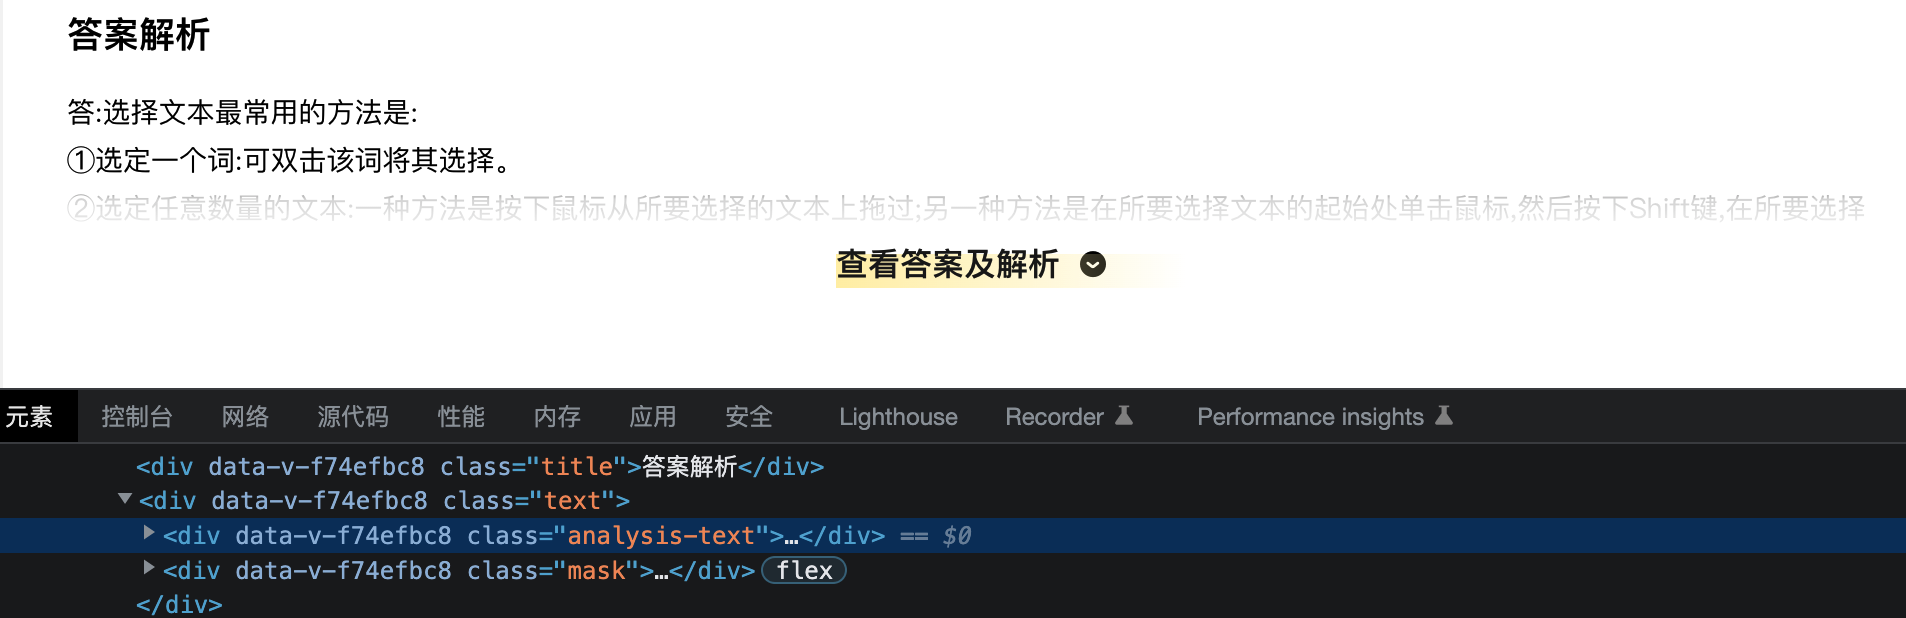 答案解析
答:选择文本最常用的方法是:
①选定一个词:可双击该词将其选择。
②选定任意数量的文本:一种方法是按下鼠标从所要选择的文本上拖过;另一种方法是在所要选择文本的起始处单击鼠标,然后按下Shift键,在所要选择
查看答案及解析
元素 控制台 网络 源代码 性能 内存 应用 安全 Lighthouse Recorder Performance insights
<div data-v-f74efbc8 class="title">答案解析</div>
<div data-v-f74efbc8 class="text">
<div data-v-f74efbc8 class="analysis-text">…</div> == $0
<div data-v-f74efbc8 class="mask">…</div> flex
</div>